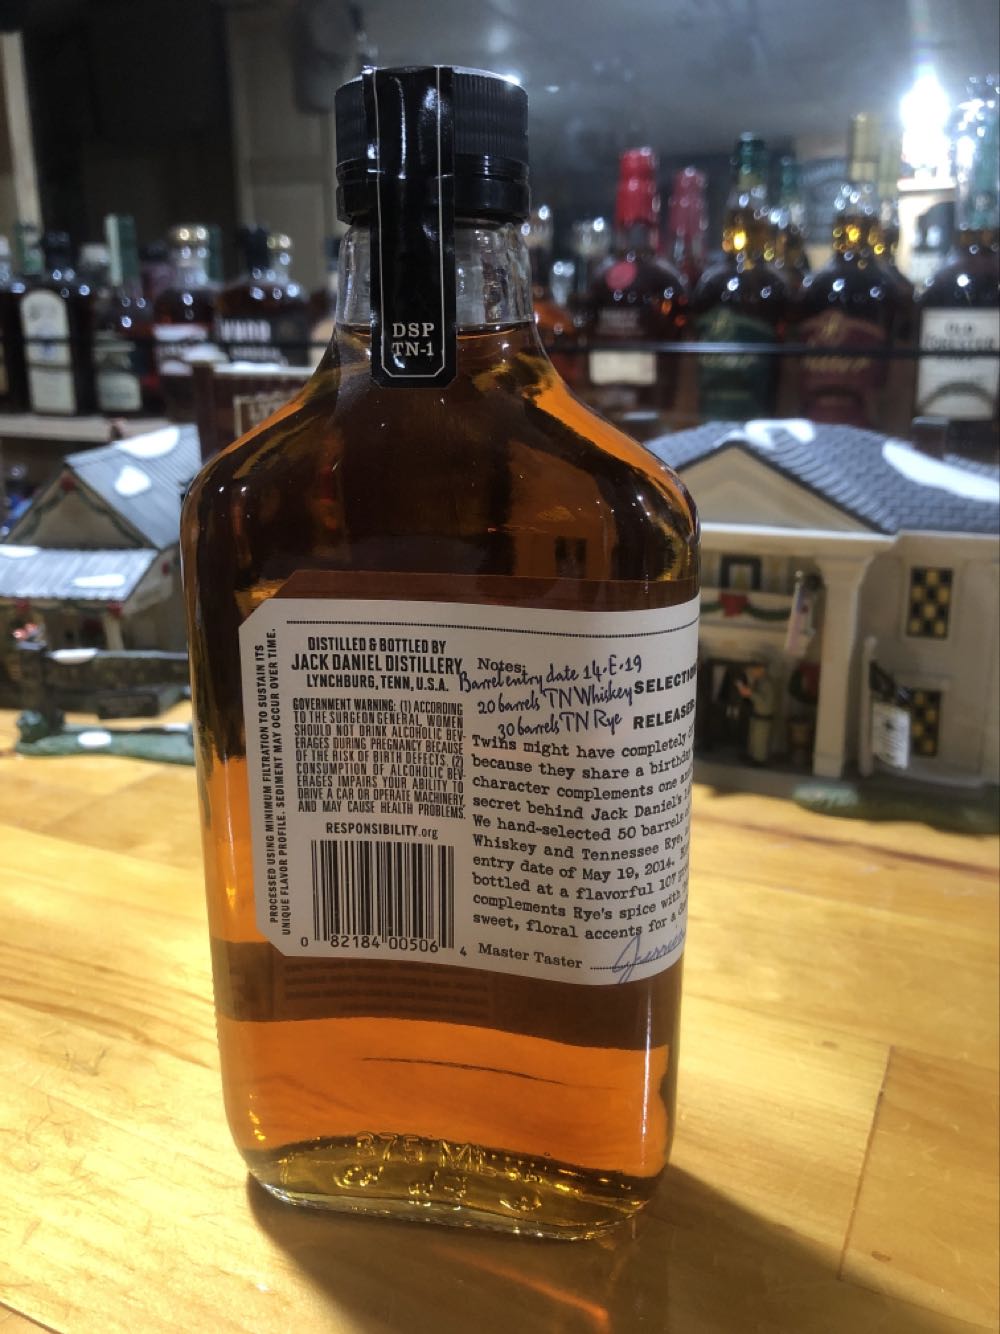 DSP
TN-1
PROCESSED USING MINIMUM FILTRATION TO SUSTAIN ITS
UNIQUE FLAVOR PROFILE. SEDIMENT MAY OCCUR OVER TIME.
DISTILLED & BOTTLED BY
JACK DANIEL DISTILLERY,
LYNCHBURG, TENN, U.S.A.
GOVERNMENT WARNING: (1) ACCORDING
TO THE SURGEON GENERAL, WOMEN
SHOULD NOT DRINK ALCOHOLIC BEV-
ERAGES DURING PREGNANCY BECAUSE
OF THE RISK OF BIRTH DEFECTS. (2)
CONSUMPTION OF ALCOHOLIC BEV-
ERAGES IMPAIRS YOUR ABILITY TO
DRIVE A CAR OR OPERATE MACHINERY
AND MAY CAUSE HEALTH PROBLEMS.
RESPONSIBILITY.org
0 82184 00506 4
Notes:
Barrel entry date 14·E·19
20 barrels TN Whiskey
30 barrels TN Rye
SELECTION
RELEASED:
Twins might have completely
because they share a birthday
character complements one
secret behind Jack Daniel's
We hand-selected 50 barrels
Whiskey and Tennessee Rye,
entry date of May 19, 2014.
bottled at a flavorful 107
complements Rye's spice with
sweet, floral accents for a
Master Taster
375 ML
OLD
FORESTER